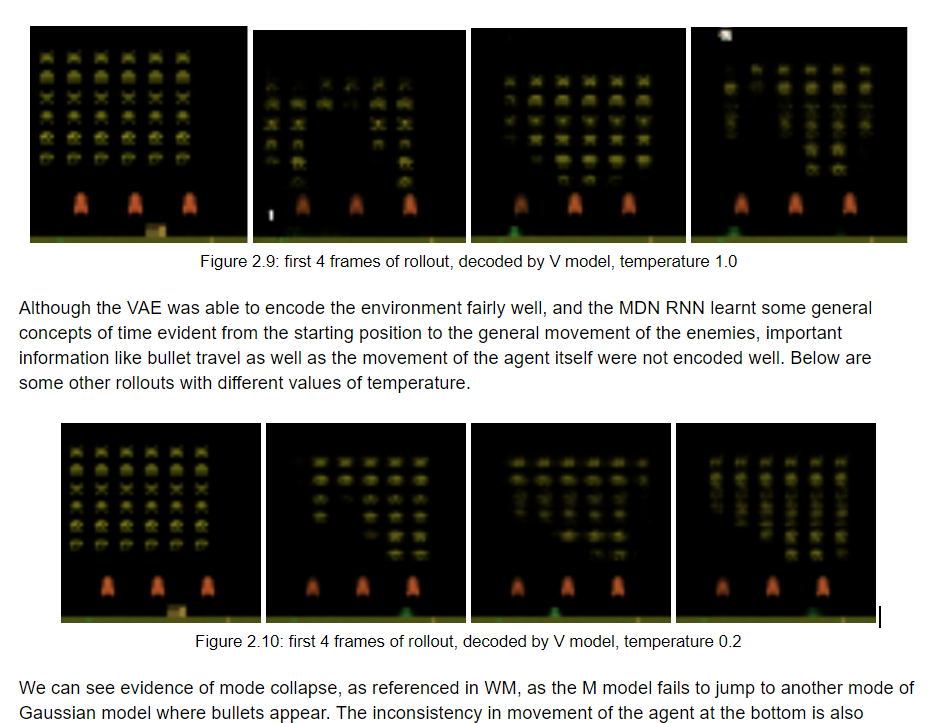 Figure 2.9: first 4 frames of rollout, decoded by V model, temperature 1.0
Although the VAE was able to encode the environment fairly well, and the MDN RNN learnt some general
concepts of time evident from the starting position to the general movement of the enemies, important
information like bullet travel as well as the movement of the agent itself were not encoded well. Below are
some other rollouts with different values of temperature.
Figure 2.10: first 4 frames of rollout, decoded by V model, temperature 0.2
We can see evidence of mode collapse, as referenced in WM, as the M model fails to jump to another mode of
Gaussian model where bullets appear. The inconsistency in movement of the agent at the bottom is also